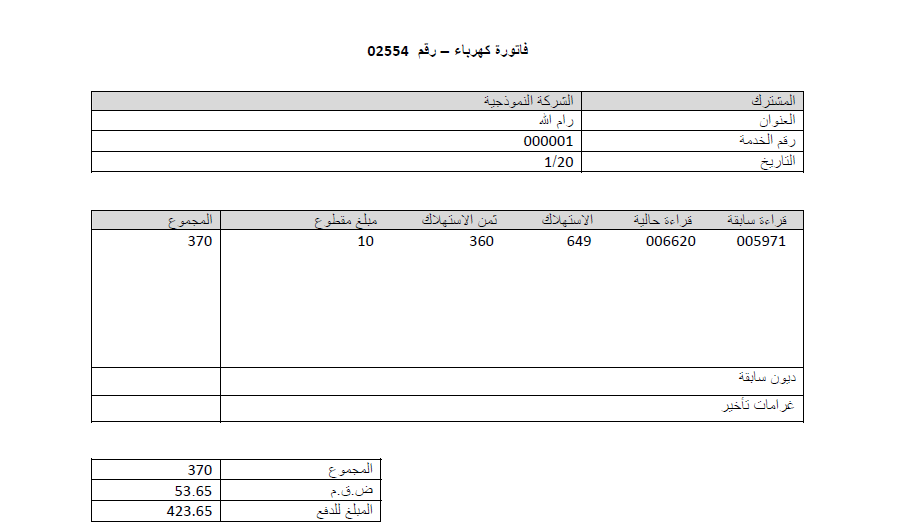 فاتورة كهرباء – رقم 02554
المشترك الشركة النموذجية
العنوان رام الله
رقم الخدمة 000001
التاريخ 1/20
قراءة سابقة قراءة حالية الاستهلاك ثمن الاستهلاك مبلغ مقطوع المجموع
005971 006620 649 360 10 370
ديون سابقة
غرامات تأخير
المجموع 370
ض.ق.م 53.65
المبلغ للدفع 423.65